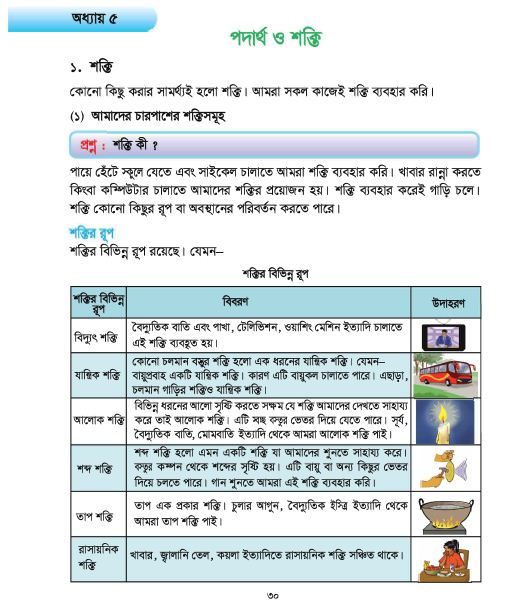 অধ্যায় ৫
পদার্থ ও শক্তি
১. শক্তি
কোনো কিছু করার সামর্থ্যই হলো শক্তি। আমরা সকল কাজেই শক্তি ব্যবহার করি।
(১) আমাদের চারপাশের শক্তিসমূহ
প্রশ্ন : শক্তি কী ?
পায়ে হেঁটে স্কুলে যেতে এবং সাইকেল চালাতে আমরা শক্তি ব্যবহার করি। খাবার রান্না করতে
কিংবা কম্পিউটার চালাতে আমাদের শক্তির প্রয়োজন হয়। শক্তি ব্যবহার করেই গাড়ি চলে।
শক্তি কোনো কিছুর রূপ বা অবস্থানের পরিবর্তন করতে পারে।
শক্তির রূপ
শক্তির বিভিন্ন রূপ রয়েছে। যেমন–
শক্তির বিভিন্ন রূপ
শক্তির বিভিন্ন
রূপ
বিবরণ
উদাহরণ
বিদ্যুৎ শক্তি
বৈদ্যুতিক বাতি এবং পাখা, টেলিভিশন, ওয়াশিং মেশিন ইত্যাদি চালাতে
এই শক্তি ব্যবহৃত হয়।
যান্ত্রিক শক্তি
কোনো চলমান বস্তুর শক্তি হলো এক ধরনের যান্ত্রিক শক্তি। যেমন–
বায়ুপ্রবাহ একটি যান্ত্রিক শক্তি। কারণ এটি বায়ুকল চালাতে পারে। এছাড়া,
চলমান গাড়ির শক্তিও যান্ত্রিক শক্তি।
আলোক শক্তি
বিভিন্ন ধরনের আলো সৃষ্টি করতে সক্ষম যে শক্তি আমাদের দেখতে সাহায্য
করে তাই আলোক শক্তি। এটি স্বচ্ছ বস্তুর ভেতর দিয়ে যেতে পারে। সূর্য,
বৈদ্যুতিক বাতি, মোমবাতি ইত্যাদি থেকে আমরা আলোক শক্তি পাই।
শব্দ শক্তি
শব্দ শক্তি হলো এমন একটি শক্তি যা আমাদের শুনতে সাহায্য করে।
বস্তুর কম্পন থেকে শব্দের সৃষ্টি হয়। এটি বায়ু বা অন্য কিছুর ভেতর
দিয়ে চলতে পারে। গান শুনতে আমরা এই শক্তি ব্যবহার করি।
তাপ শক্তি
তাপ এক প্রকার শক্তি। চুলার আগুন, বৈদ্যুতিক ইস্ত্রি ইত্যাদি থেকে
আমরা তাপ শক্তি পাই।
রাসায়নিক
শক্তি
খাবার, জ্বালানি তেল, কয়লা ইত্যাদিতে রাসায়নিক শক্তি সঞ্চিত থাকে।
৩০